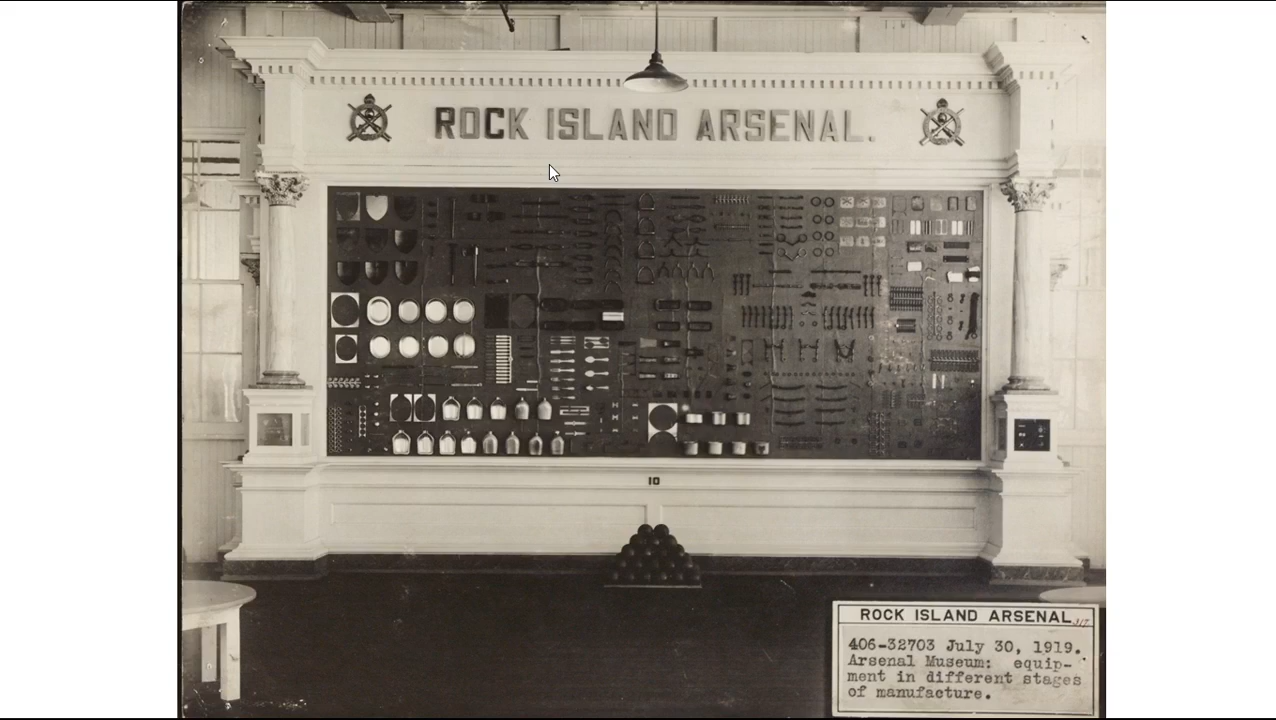 ROCK ISLAND ARSENAL.
10
ROCK ISLAND ARSENAL
406-32703 July 30, 1919.
Arsenal Museum: equip-
ment in different stages
of manufacture.